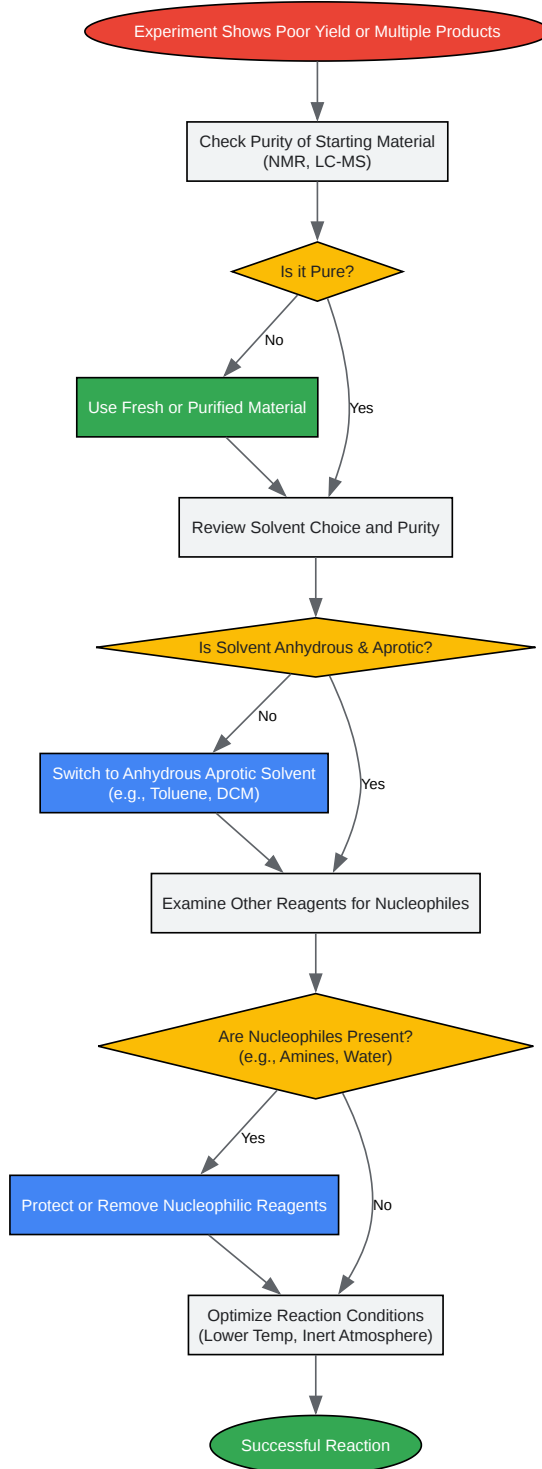 Experiment Shows Poor Yield or Multiple Products
Check Purity of Starting Material
(NMR, LC-MS)
Is it Pure?
No
Use Fresh or Purified Material
Yes
Review Solvent Choice and Purity
Is Solvent Anhydrous & Aprotic?
No
Switch to Anhydrous Aprotic Solvent
(e.g., Toluene, DCM)
Yes
Examine Other Reagents for Nucleophiles
Are Nucleophiles Present?
(e.g., Amines, Water)
Yes
Protect or Remove Nucleophilic Reagents
No
Optimize Reaction Conditions
(Lower Temp, Inert Atmosphere)
Successful Reaction